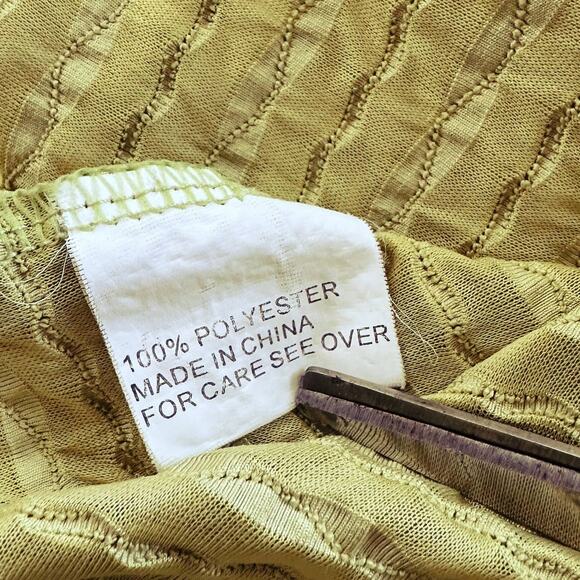 100% POLYESTER
MADE IN CHINA
FOR CARE SEE OVER